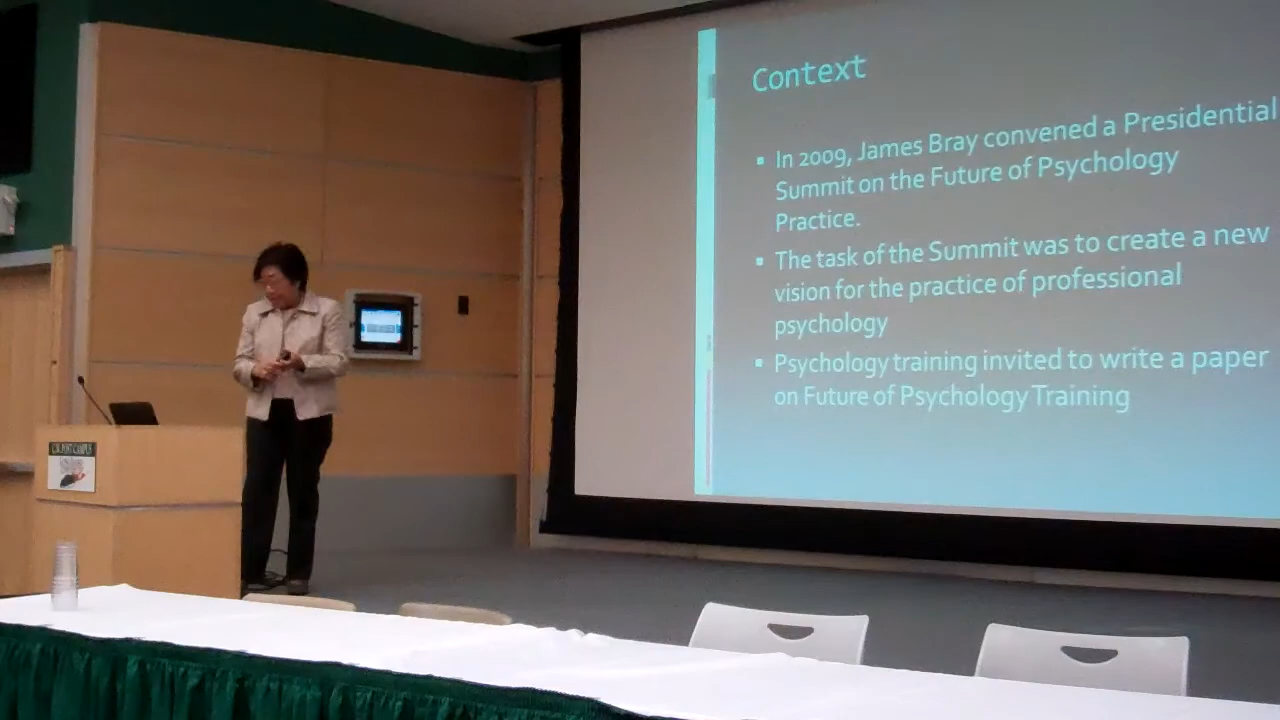 Context
▪ In 2009, James Bray convened a Presidential
Summit on the Future of Psychology
Practice.
▪ The task of the Summit was to create a new
vision for the practice of professional
psychology
▪ Psychology training invited to write a paper
on Future of Psychology Training
C.W. POST CAMPUS